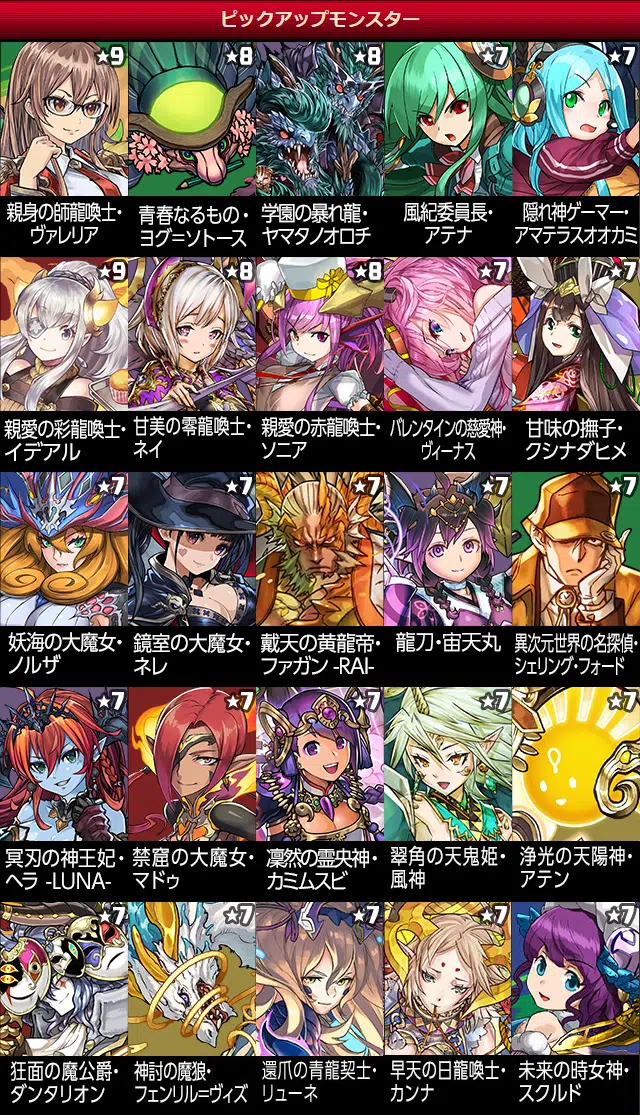 ピックアップモンスター
★9 ★8 ★8 ★7 ★7
親身の師龍喚士・ヴァレリア
青春なるもの・ヨグ=ソトース
学園の暴れ龍・ヤマタノオロチ
風紀委員長・アテナ
隠れ神ゲーマー・アマテラスオオカミ
★9 ★8 ★8 ★7 ★7
親愛の彩龍喚士・イデアル
甘美の零龍喚士・ネイ
親愛の赤龍喚士・ソニア
バレンタインの慈愛神・ヴィーナス
甘味の撫子・クシナダヒメ
★7 ★7 ★7 ★7 ★7
妖海の大魔女・ノルザ
鏡室の大魔女・ネレ
戴天の黄龍帝・ファガン -RAI-
龍刀・宙天丸
異次元世界の名探偵・シェリング・フォード
★7 ★7 ★7 ★7 ★7
冥刃の神王妃・ヘラ -LUNA-
禁窟の大魔女・マドゥ
凛然の霊央神・カミムスビ
翠角の天鬼姫・風神
浄光の天陽神・アテン
★7 ★7 ★7 ★7 ★7
狂面の魔公爵・ダンタリオン
神討の魔狼・フェンリル=ヴィズ
還爪の青龍契士・リューネ
早天の日龍喚士・カンナ
未来の時女神・スクルド